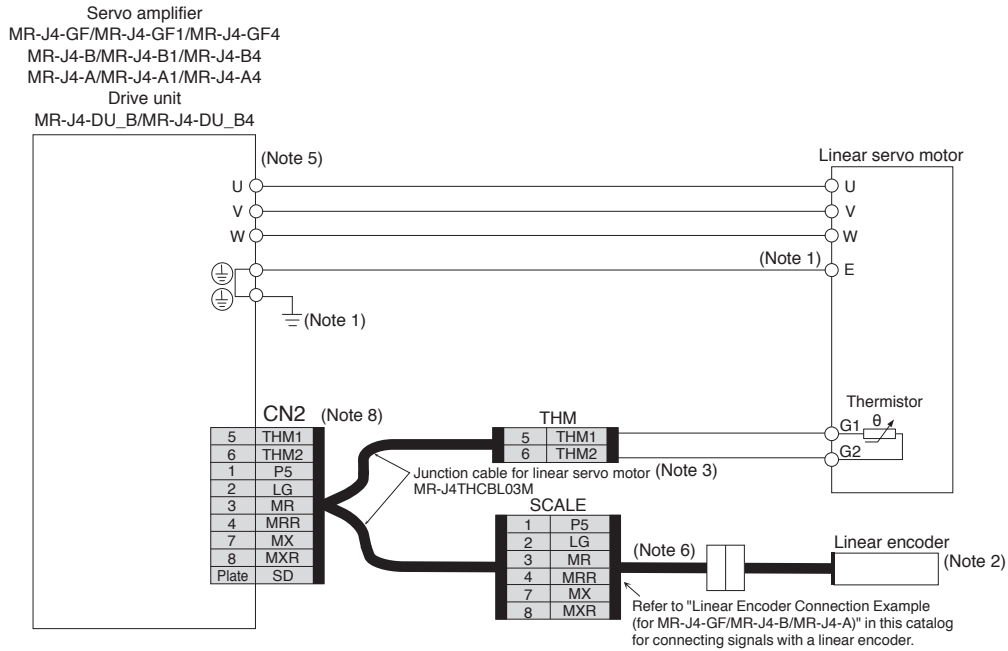 Servo amplifier
MR-J4-GF/MR-J4-GF1/MR-J4-GF4
MR-J4-B/MR-J4-B1/MR-J4-B4
MR-J4-A/MR-J4-A1/MR-J4-A4
Drive unit
MR-J4-DU_B/MR-J4-DU_B4
(Note 5)
Linear servo motor
U U
V V
W W
(Note 1) E
(Note 1)
CN2 (Note 8)
5 THM1
6 THM2
1 P5
2 LG
3 MR
4 MRR
7 MX
8 MXR
Plate SD
THM
5 THM1
6 THM2
Thermistor
G1 θ
G2
Junction cable for linear servo motor (Note 3)
MR-J4THCBL03M
SCALE
1 P5
2 LG
3 MR
4 MRR
7 MX
8 MXR
(Note 6)
Linear encoder
(Note 2)
Refer to "Linear Encoder Connection Example
(for MR-J4-GF/MR-J4-B/MR-J4-A)" in this catalog
for connecting signals with a linear encoder.